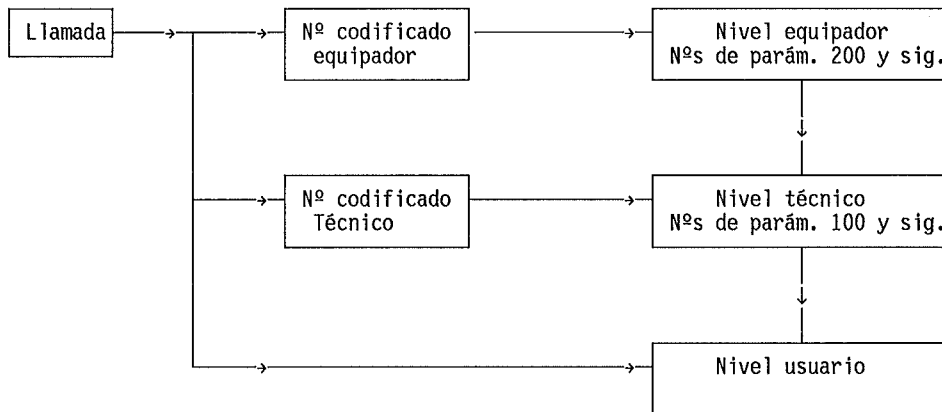 Llamada
Nº codificado
equipador
Nivel equipador
Nºs de parám. 200 y sig.
Nº codificado
Técnico
Nivel técnico
Nºs de parám. 100 y sig.
Nivel usuario